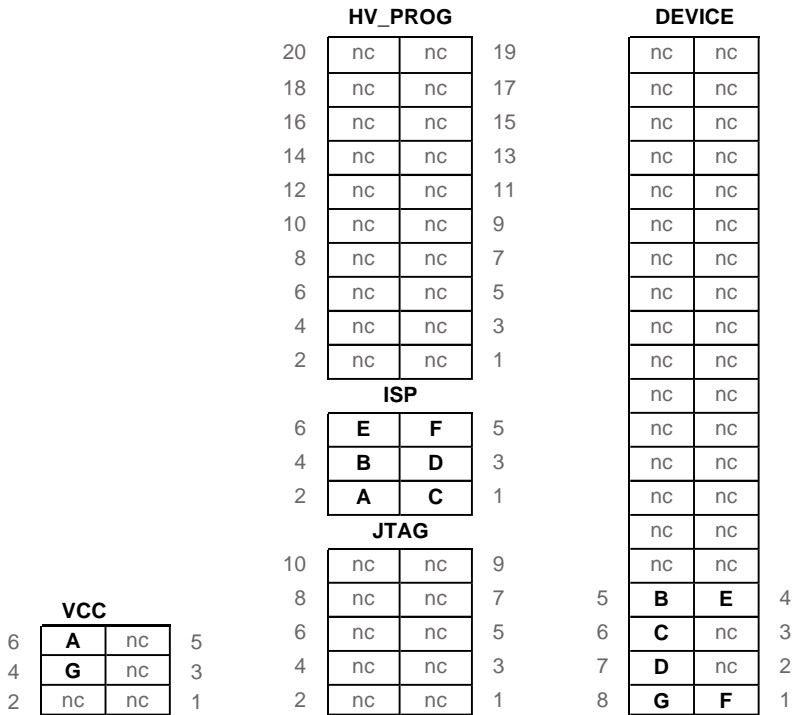 HV_PROG DEVICE
20 nc nc 19 nc nc
18 nc nc 17 nc nc
16 nc nc 15 nc nc
14 nc nc 13 nc nc
12 nc nc 11 nc nc
10 nc nc 9 nc nc
8 nc nc 7 nc nc
6 nc nc 5 nc nc
4 nc nc 3 nc nc
2 nc nc 1 nc nc
ISP nc nc
6 E F 5 nc nc
4 B D 3 nc nc
2 A C 1 nc nc
JTAG nc nc
10 nc nc 9 nc nc
VCC 8 nc nc 7 5 B E 4
6 A nc 5 6 nc nc 5 6 C nc 3
4 G nc 3 4 nc nc 3 7 D nc 2
2 nc nc 1 2 nc nc 1 8 G F 1